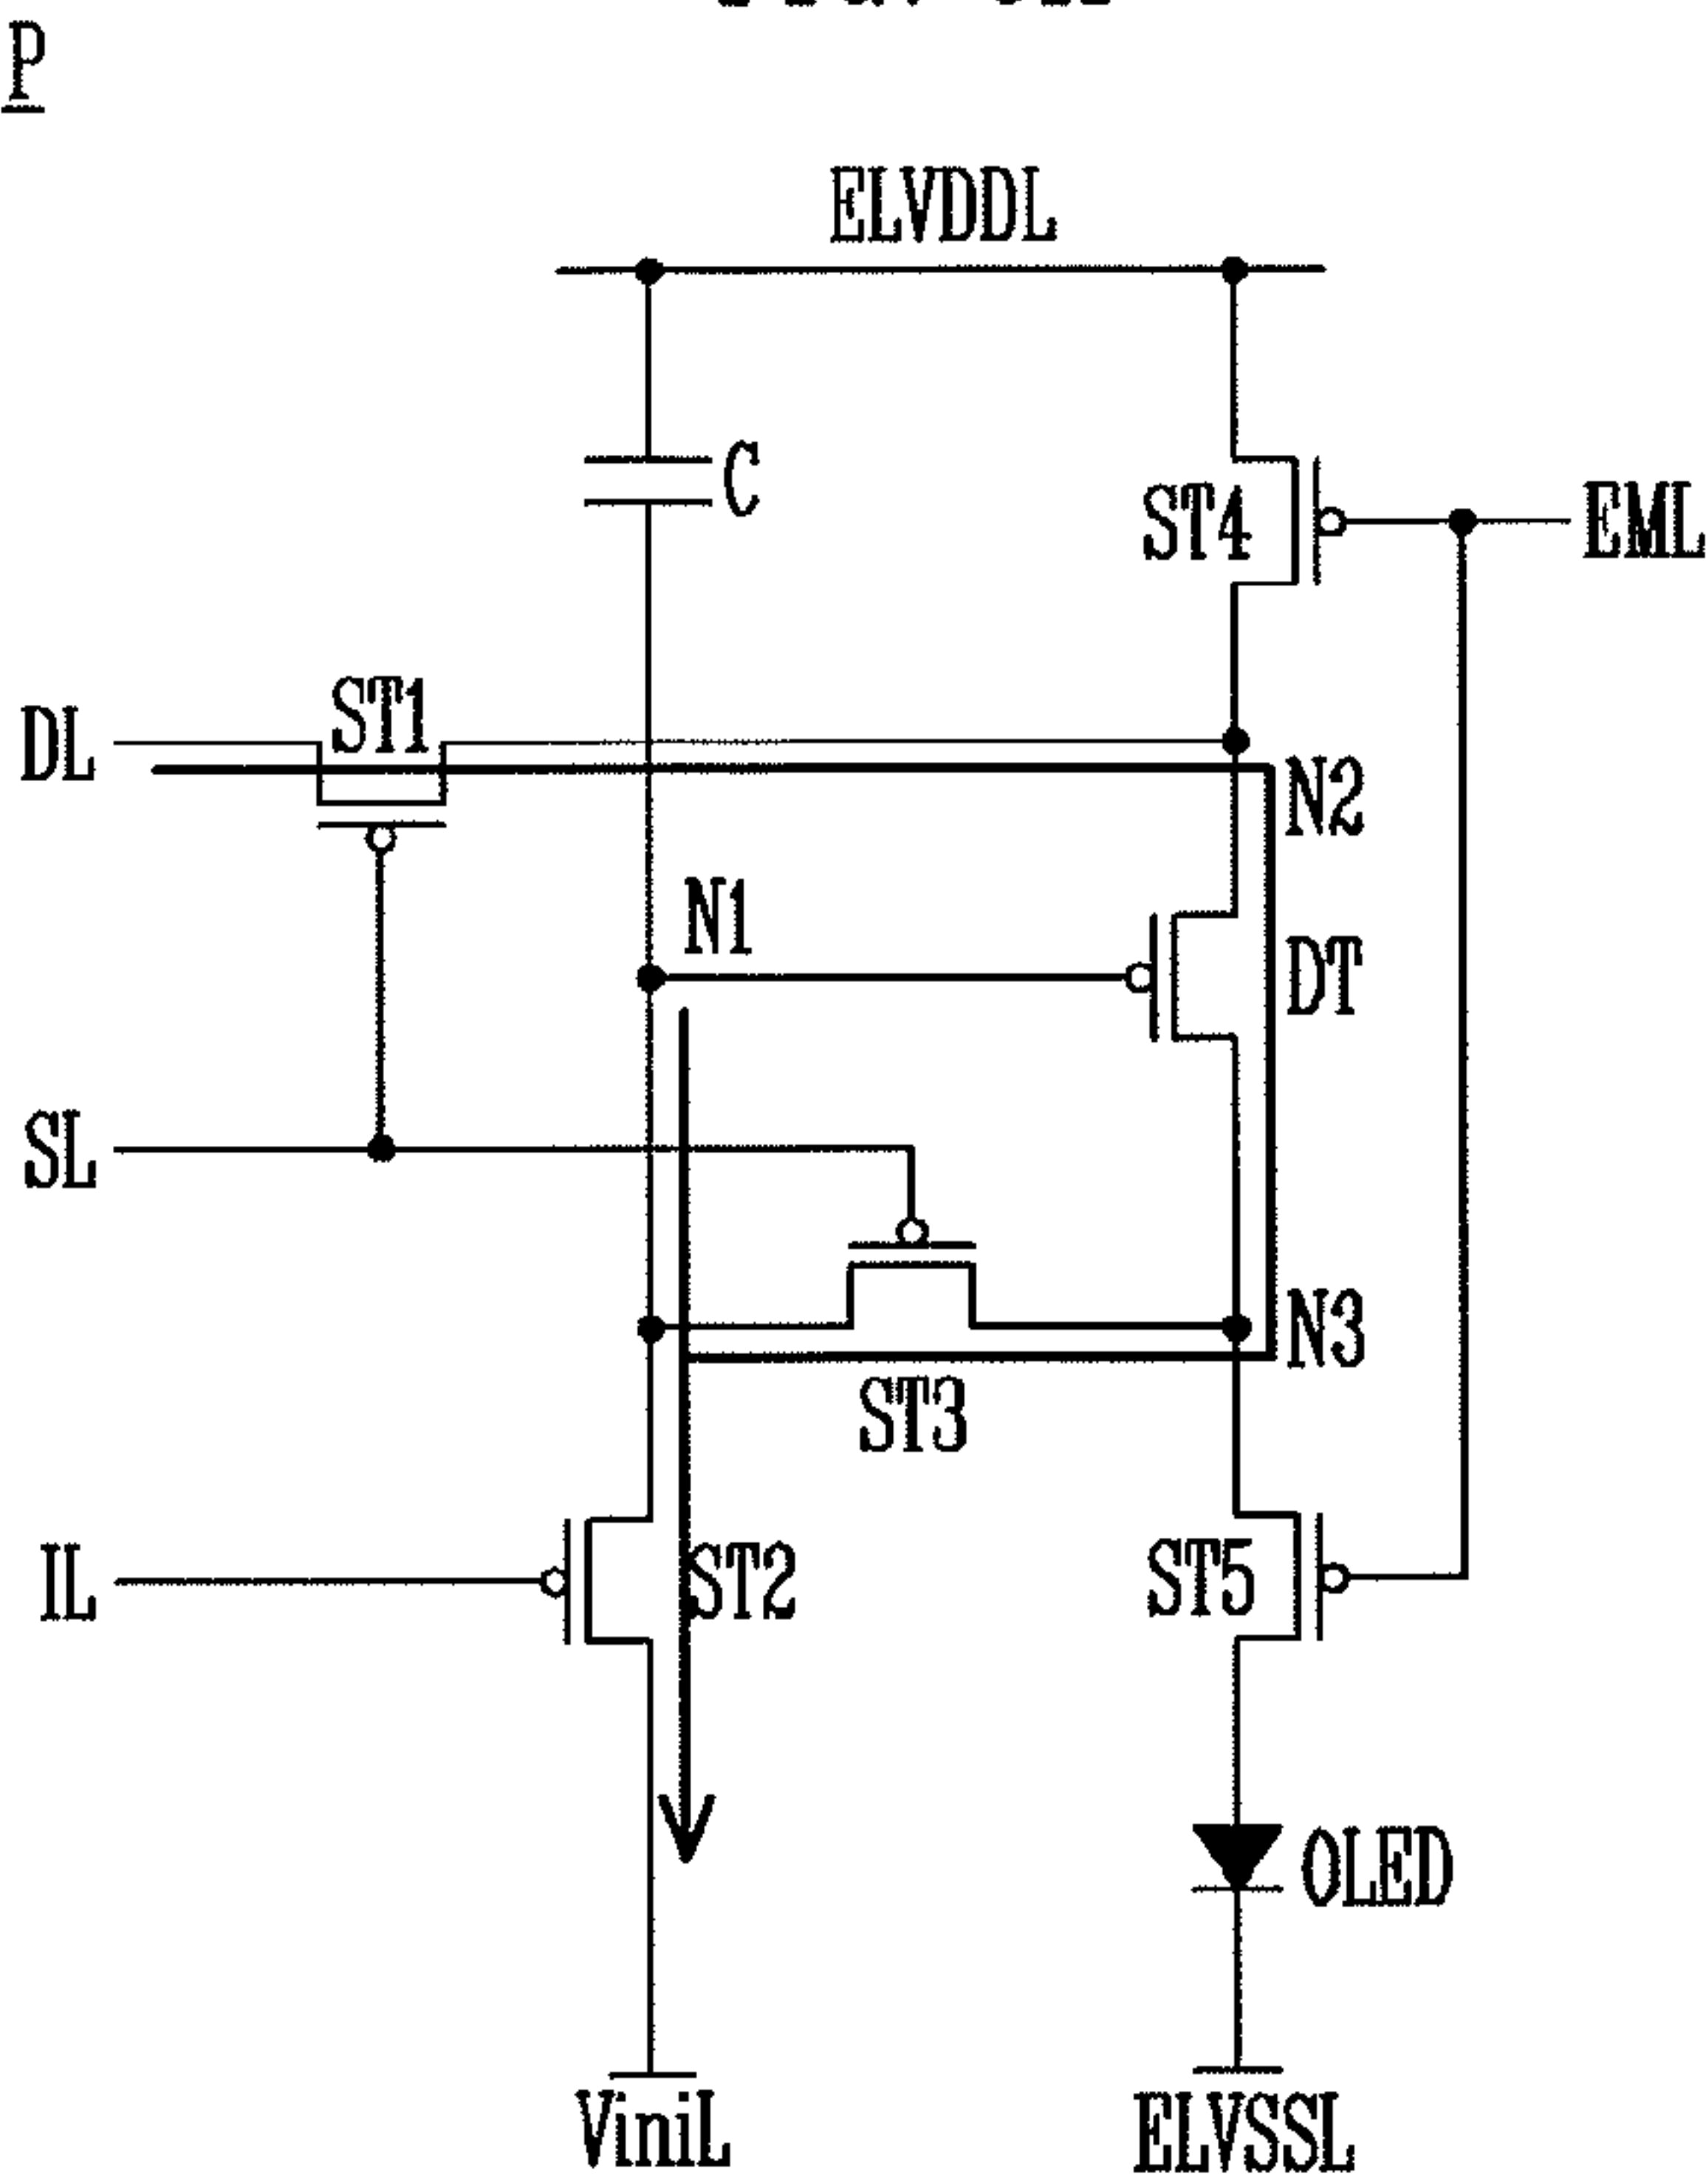 P
ELVDDL
C
ST4
EML
ST1
DL
N2
N1
DT
SL
N3
ST3
IL
ST2
ST5
OLED
ViniL
ELVSSL